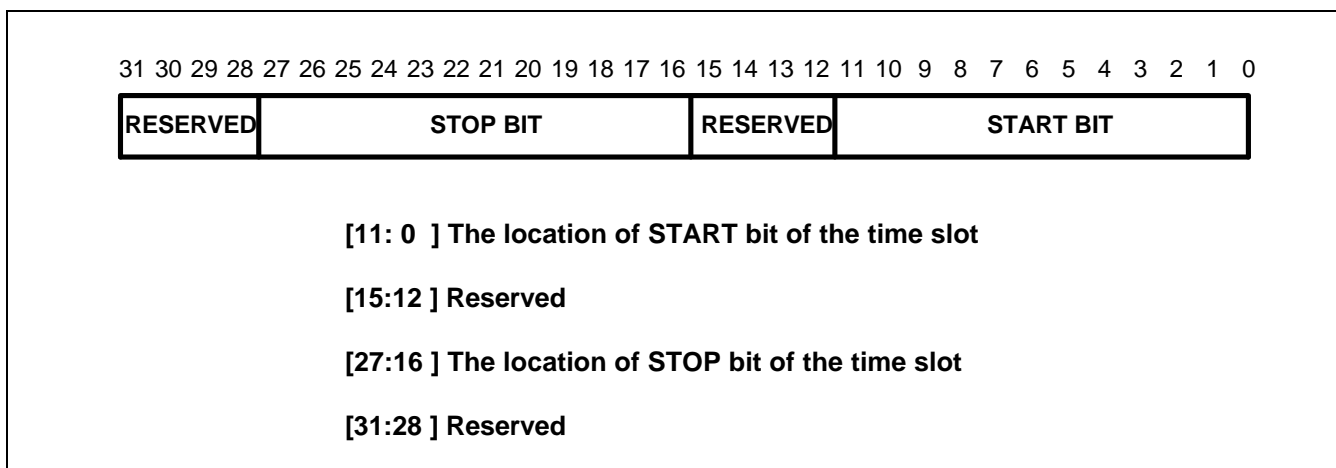 31 30 29 28 27 26 25 24 23 22 21 20 19 18 17 16 15 14 13 12 11 10 9 8 7 6 5 4 3 2 1 0
RESERVED STOP BIT RESERVED START BIT
[11: 0 ] The location of START bit of the time slot
[15:12 ] Reserved
[27:16 ] The location of STOP bit of the time slot
[31:28 ] Reserved